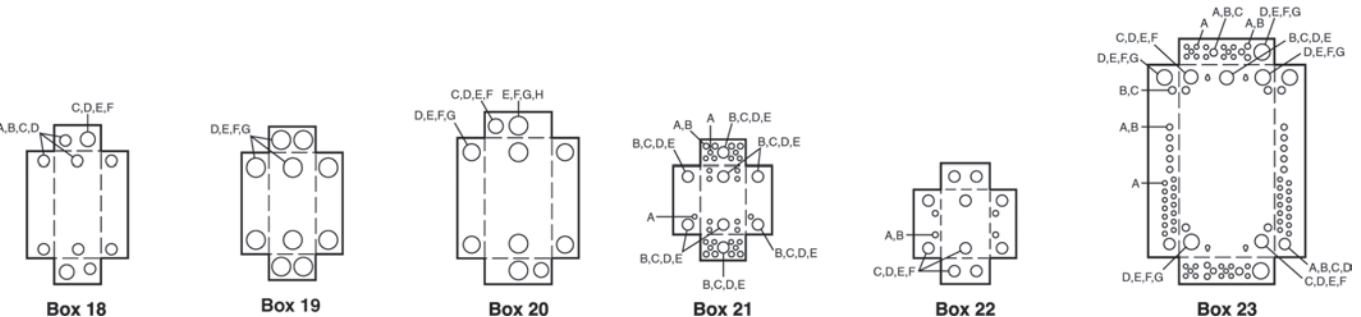 A,B,C,D
C,D,E,F
Box 18
D,E,F,G
Box 19
D,E,F,G
C,D,E,F
E,F,G,H
Box 20
B,C,D,E
A,B
A
B,C,D,E
B,C,D,E
A
B,C,D,E
B,C,D,E
B,C,D,E
Box 21
A,B
C,D,E,F
Box 22
D,E,F,G
C,D,E,F
A
A,B,C
A,B
D,E,F,G
B,C,D,E
D,E,F,G
B,C
A,B
A
D,E,F,G
A,B,C,D
C,D,E,F
Box 23